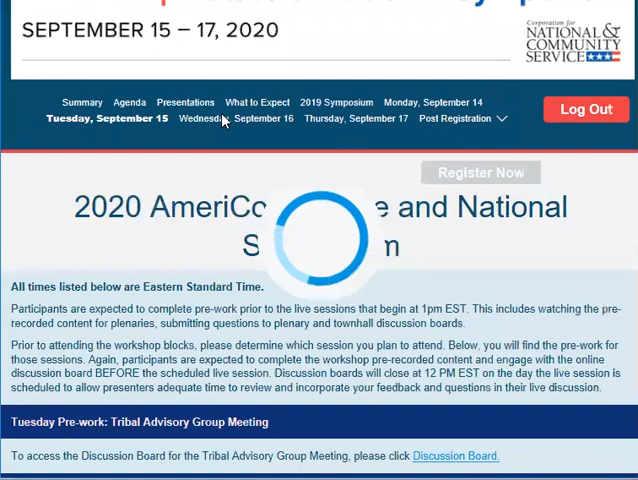 SEPTEMBER 15 – 17, 2020
Corporation for
NATIONAL &
COMMUNITY
SERVICE
Summary Agenda Presentations What to Expect 2019 Symposium Monday, September 14
Tuesday, September 15 Wednesday, September 16 Thursday, September 17 Post Registration
Log Out
Register Now
2020 AmeriCo e and National
S m
All times listed below are Eastern Standard Time.
Participants are expected to complete pre-work prior to the live sessions that begin at 1pm EST. This includes watching the pre-
recorded content for plenaries, submitting questions to plenary and townhall discussion boards.
Prior to attending the workshop blocks, please determine which session you plan to attend. Below, you will find the pre-work for
those sessions. Again, participants are expected to complete the workshop pre-recorded content and engage with the online
discussion board BEFORE the scheduled live session. Discussion boards will close at 12 PM EST on the day the live session is
scheduled to allow presenters adequate time to review and incorporate your feedback and questions in their live discussion.
Tuesday Pre-work: Tribal Advisory Group Meeting
To access the Discussion Board for the Tribal Advisory Group Meeting, please click Discussion Board.